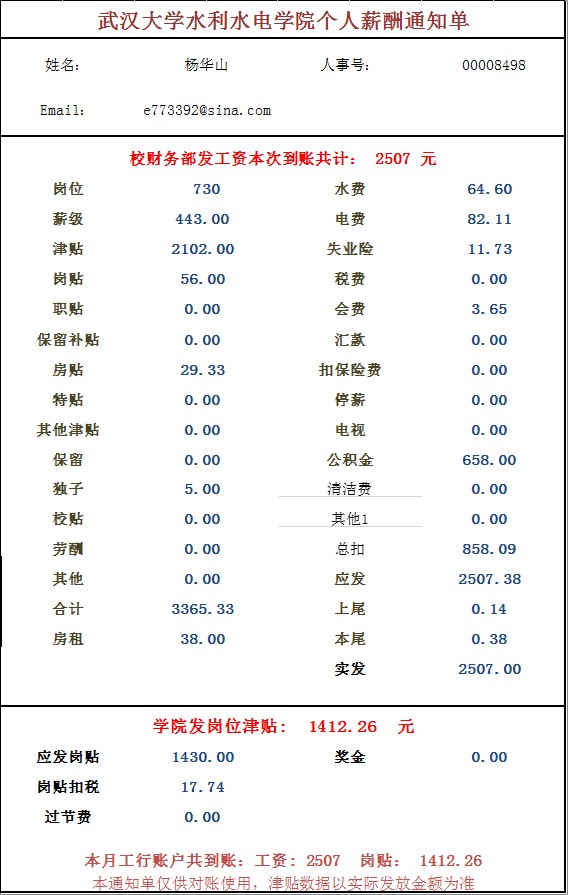 武汉大学水利水电学院个人薪酬通知单
姓名： 杨华山 人事号： 00008498
Email： e773392@sina.com
校财务部发工资本次到账共计： 2507 元
岗位 730 水费 64.60
薪级 443.00 电费 82.11
津贴 2102.00 失业险 11.73
岗贴 56.00 税费 0.00
职贴 0.00 会费 3.65
保留补贴 0.00 汇款 0.00
房贴 29.33 扣保险费 0.00
特贴 0.00 停薪 0.00
其他津贴 0.00 电视 0.00
保留 0.00 公积金 658.00
独子 5.00 清洁费 0.00
校贴 0.00 其他1 0.00
劳酬 0.00 总扣 858.09
其他 0.00 应发 2507.38
合计 3365.33 上尾 0.14
房租 38.00 本尾 0.38
实发 2507.00
学院发岗位津贴: 1412.26 元
应发岗贴 1430.00 奖金 0.00
岗贴扣税 17.74
过节费 0.00
本月工行账户共到账：工资: 2507 岗贴： 1412.26
本通知单仅供对账使用，津贴数据以实际发放金额为准